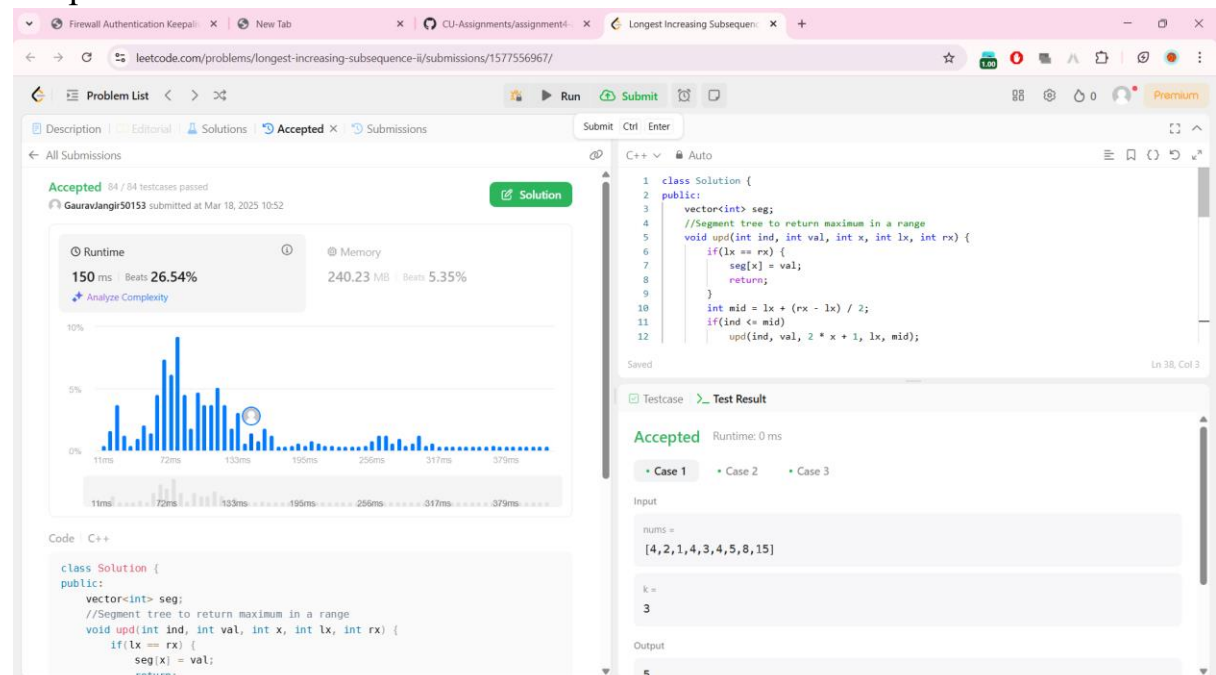 Firewall Authentication Keepali
New Tab
CU-Assignments/assignment4-
Longest Increasing Subsequenc
leetcode.com/problems/longest-increasing-subsequence-ii/submissions/1577556967/
1.00
Problem List
Run
Submit
0
Premium
Description
Editorial
Solutions
Accepted
Submissions
Submit Ctrl Enter
All Submissions
Accepted 84 / 84 testcases passed
GauravJangir50153 submitted at Mar 18, 2025 10:52
Solution
Runtime
150 ms Beats 26.54%
Analyze Complexity
Memory
240.23 MB Beats 5.35%
10%
5%
0%
11ms 72ms 133ms 195ms 256ms 317ms 379ms
11ms 72ms 133ms 195ms 256ms 317ms 379ms
Code C++
class Solution {
public:
vector<int> seg;
//Segment tree to return maximum in a range
void upd(int ind, int val, int x, int lx, int rx) {
if(lx == rx) {
seg[x] = val;
C++ Auto
1 class Solution {
2 public:
3 vector<int> seg;
4 //Segment tree to return maximum in a range
5 void upd(int ind, int val, int x, int lx, int rx) {
6 if(lx == rx) {
7 seg[x] = val;
8 return;
9 }
10 int mid = lx + (rx - lx) / 2;
11 if(ind <= mid)
12 upd(ind, val, 2 * x + 1, lx, mid);
Saved
Ln 38, Col 3
Testcase
Test Result
Accepted Runtime: 0 ms
Case 1
Case 2
Case 3
Input
nums =
[4,2,1,4,3,4,5,8,15]
k =
3
Output
5